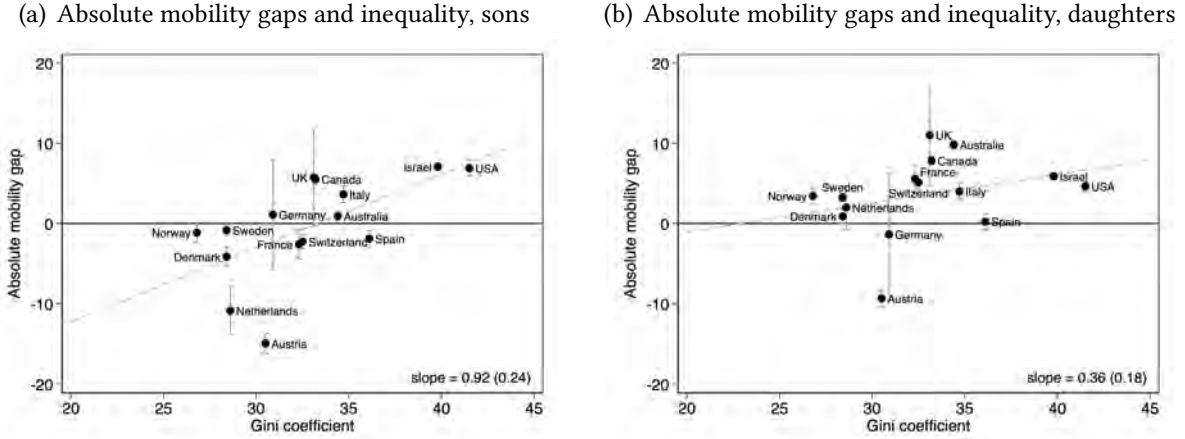 (a) Absolute mobility gaps and inequality, sons
20
10
0
-10
-20
Absolute mobility gap
UK
Canada
Israel
USA
Italy
Germany
Australia
Norway
Sweden
France
Switzerland
Spain
Denmark
Netherlands
Austria
slope = 0.92 (0.24)
20 25 30 35 40 45
Gini coefficient
(b) Absolute mobility gaps and inequality, daughters
20
10
0
-10
-20
Absolute mobility gap
UK
Australia
Canada
France
Sweden
Switzerland
Italy
Israel
USA
Norway
Netherlands
Denmark
Spain
Germany
Austria
slope = 0.36 (0.18)
20 25 30 35 40 45
Gini coefficient